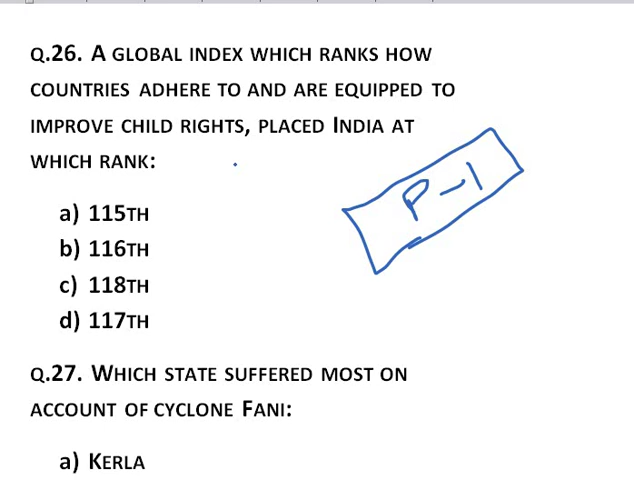 Q.26. A GLOBAL INDEX WHICH RANKS HOW
COUNTRIES ADHERE TO AND ARE EQUIPPED TO
IMPROVE CHILD RIGHTS, PLACED INDIA AT
WHICH RANK:
P-1
a) 115TH
b) 116TH
c) 118TH
d) 117TH
Q.27. WHICH STATE SUFFERED MOST ON
ACCOUNT OF CYCLONE FANI:
a) KERLA